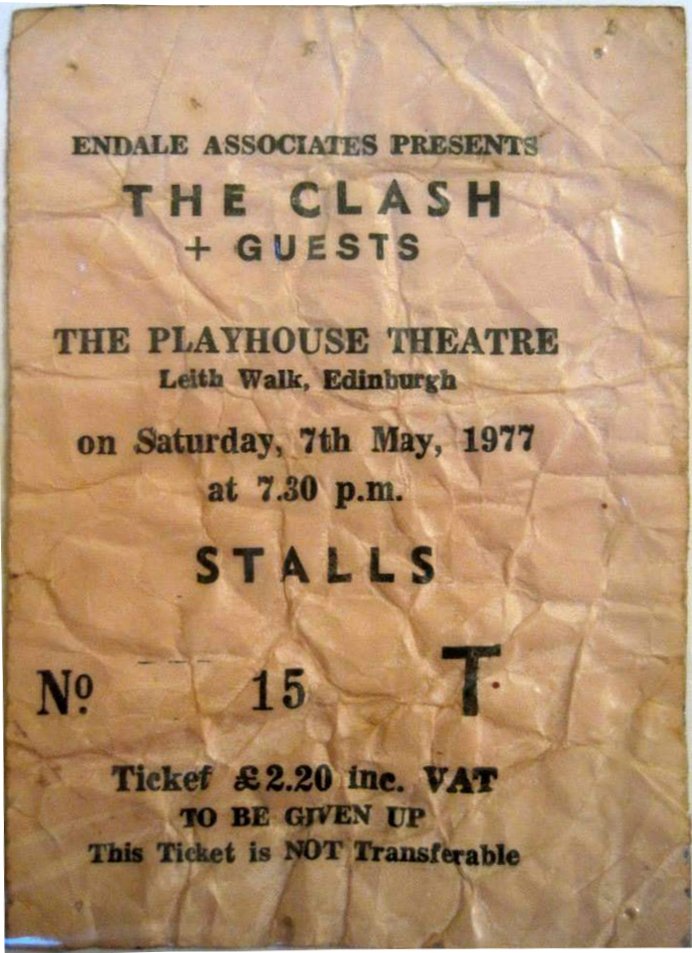 ENDALE ASSOCIATES PRESENTS
THE CLASH
+ GUESTS
THE PLAYHOUSE THEATRE
Leith Walk, Edinburgh
on Saturday, 7th May, 1977
at 7.30 p.m.
STALLS
Nº 15 T
Ticket £2.20 inc. VAT
TO BE GIVEN UP
This Ticket is NOT Transferable